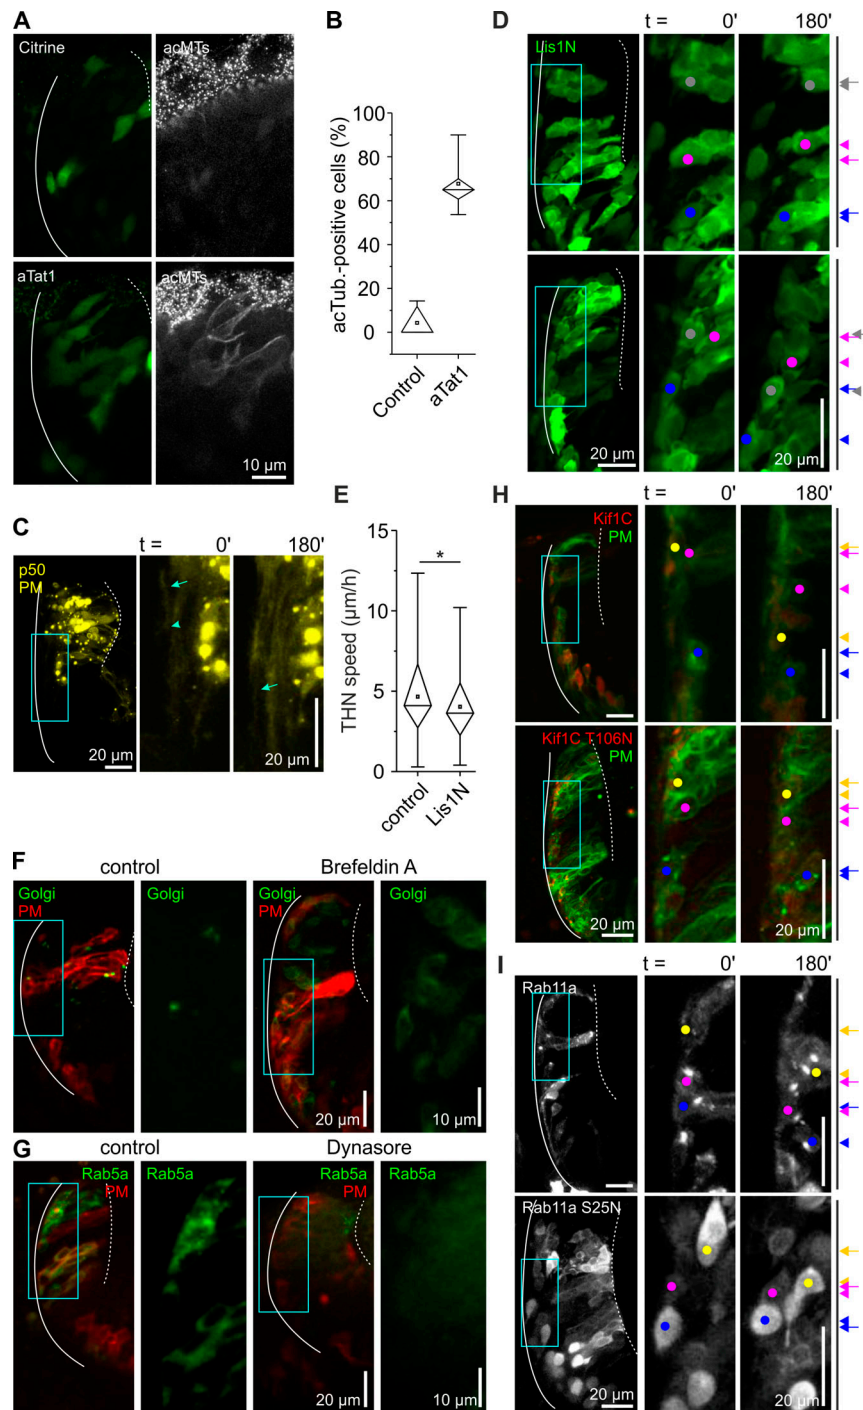 A
Citrine
acMTs
aTat1
acMTs
10 µm
B
acTub.-positive cells (%)
100
80
60
40
20
0
Control
aTat1
C
t = 0' 180'
p50
PM
20 µm
20 µm
D
t = 0' 180'
Lis1N
20 µm
20 µm
E
THN speed (µm/h)
15
10
5
0
*
control
Lis1N
F
control
Brefeldin A
Golgi
PM
Golgi
Golgi
PM
Golgi
20 µm
10 µm
G
control
Dynasore
Rab5a
PM
Rab5a
Rab5a
PM
Rab5a
20 µm
10 µm
H
t = 0' 180'
Kif1C
PM
Kif1C T106N
PM
20 µm
20 µm
I
t = 0' 180'
Rab11a
Rab11a S25N
20 µm
20 µm